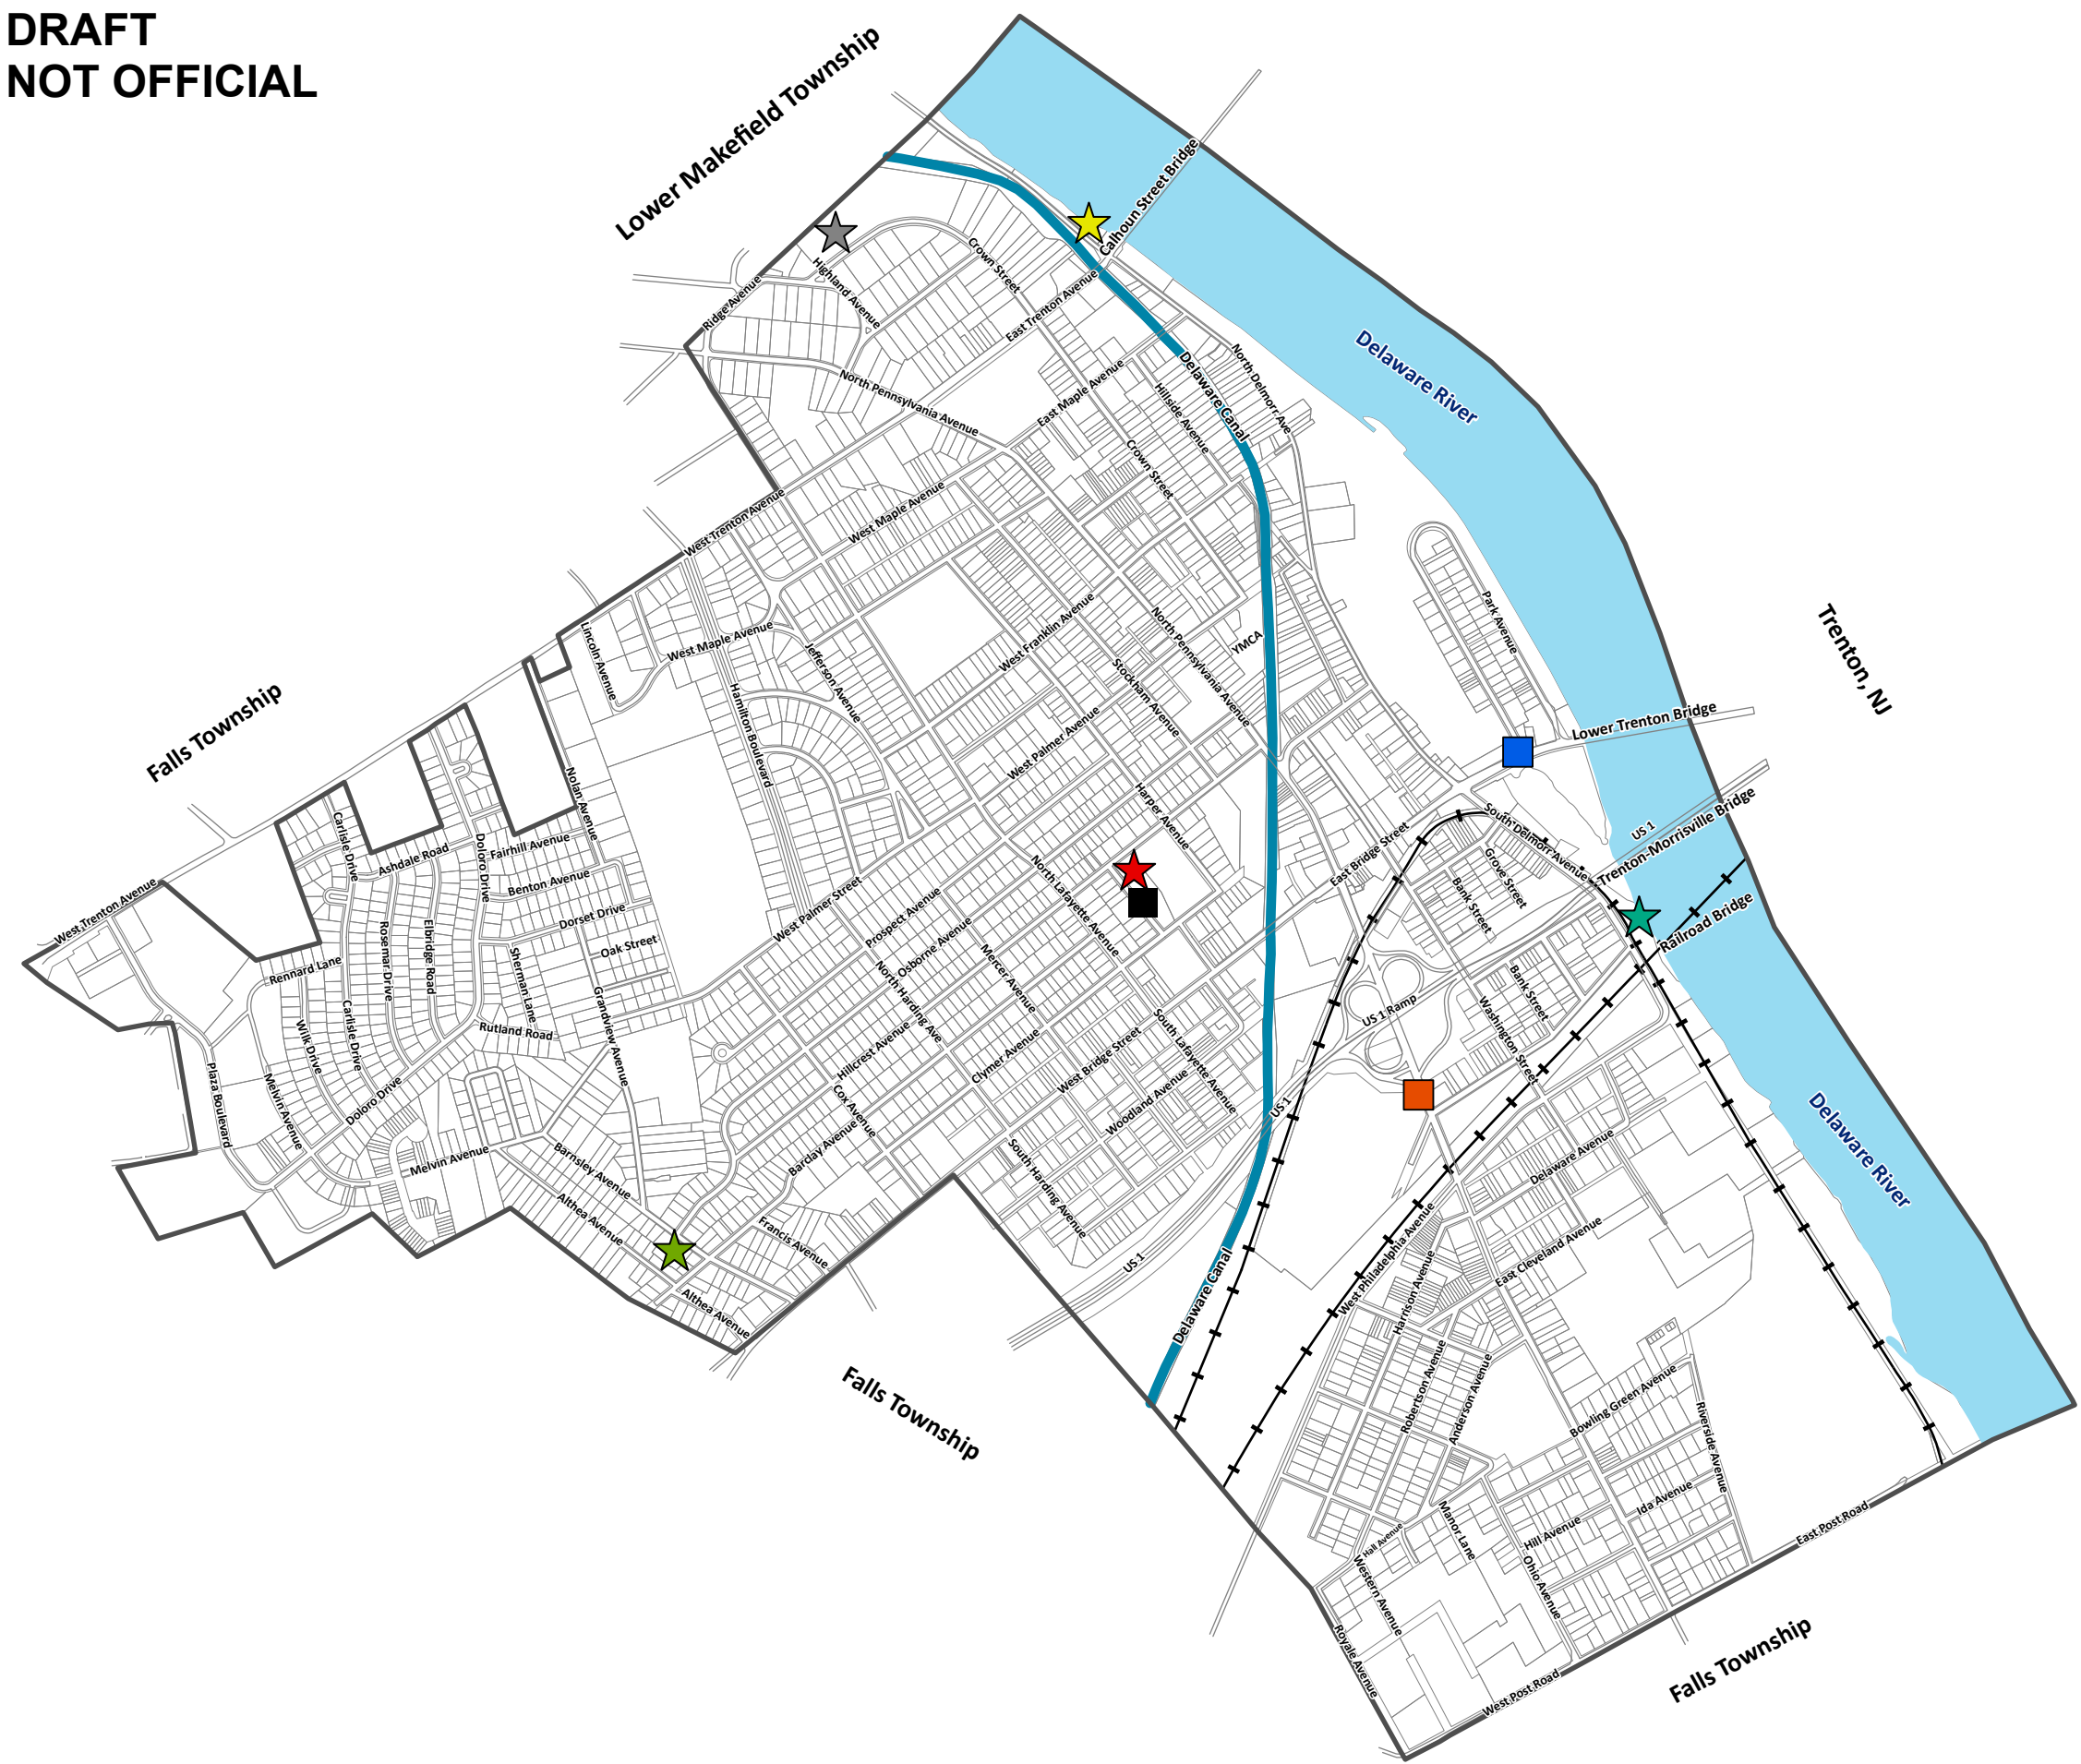 DRAFT
NOT OFFICIAL
Lower Makefield Township
Calhoun Street Bridge
Crown Street
Highland Avenue
Ridge Avenue
East Trenton Avenue
Delaware River
North Delmorr Ave
Delaware Canal
East Maple Avenue
Hillside Avenue
North Pennsylvania Avenue
Crown Street
West Maple Avenue
West Trenton Avenue
Park Avenue
Trenton, NJ
West Franklin Avenue
North Pennsylvania Avenue
YMCA
Lincoln Avenue
West Maple Avenue
Jefferson Avenue
Stockham Avenue
Falls Township
Hamilton Boulevard
West Palmer Avenue
Lower Trenton Bridge
Nolan Avenue
Harper Avenue
US 1
Trenton-Morrisville Bridge
South Delmorr Avenue
Carlisle Drive
Ashdale Road
Doloro Drive
Fairhill Avenue
Benton Avenue
East Bridge Street
Grove Street
Bank Street
West Trenton Avenue
West Palmer Street
Prospect Avenue
North Lafayette Avenue
Dorset Drive
Oak Street
Osborne Avenue
Railroad Bridge
Rennard Lane
Rosemar Drive
Elbridge Road
Sherman Lane
Mercer Avenue
North Harding Ave
Bank Street
US 1 Ramp
Washington Street
Grandview Avenue
Wilk Drive
Carlisle Drive
Rutland Road
Hillcrest Avenue
Clymer Avenue
West Bridge Street
South Lafayette Avenue
Plaza Boulevard
Melvin Avenue
Doloro Drive
Cox Avenue
Woodland Avenue
US 1
Delaware River
Melvin Avenue
Barnsley Avenue
Barclay Avenue
South Harding Avenue
Delaware Avenue
Althea Avenue
Francis Avenue
US 1
Delaware Canal
West Philadelphia Avenue
Harrison Avenue
East Cleveland Avenue
Althea Avenue
Falls Township
Robertson Avenue
Anderson Avenue
Bowling Green Avenue
Riverside Avenue
Ida Avenue
East Post Road
Manor Lane
Hill Avenue
Hall Avenue
Western Avenue
Ohio Avenue
Royale Avenue
West Post Road
Falls Township